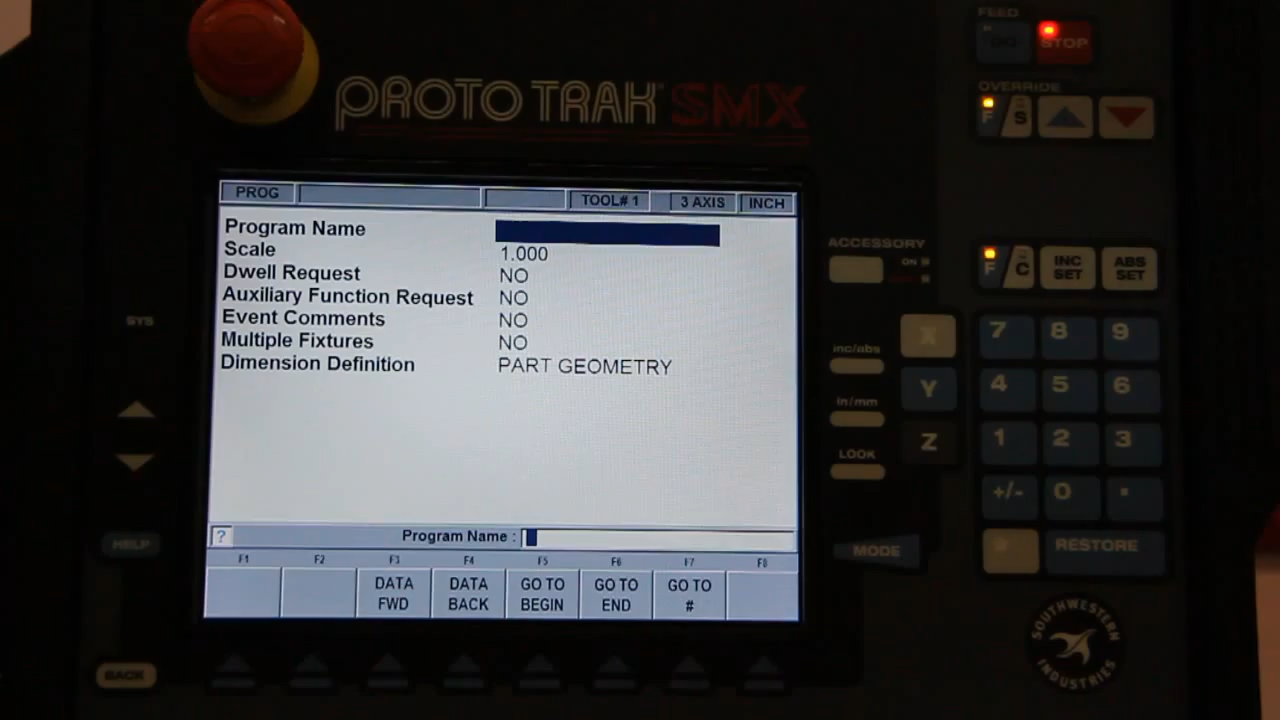 FEED
GO STOP
PROTO TRAK SMX
OVERRIDE
F / S
PROG TOOL# 1 3 AXIS INCH
Program Name
Scale 1.000
Dwell Request NO
Auxiliary Function Request NO
Event Comments NO
Multiple Fixtures NO
Dimension Definition PART GEOMETRY
? Program Name :
F1 F2 F3 F4 F5 F6 F7 F8
DATA FWD
DATA BACK
GO TO BEGIN
GO TO END
GO TO #
SYS
HELP
BACK
ACCESSORY
ON
F / C
INC SET
ABS SET
inc/abs
in/mm
LOOK
MODE
X
Y
Z
7 8 9
4 5 6
1 2 3
+/- 0 .
RESTORE
SOUTHWESTERN INDUSTRIES